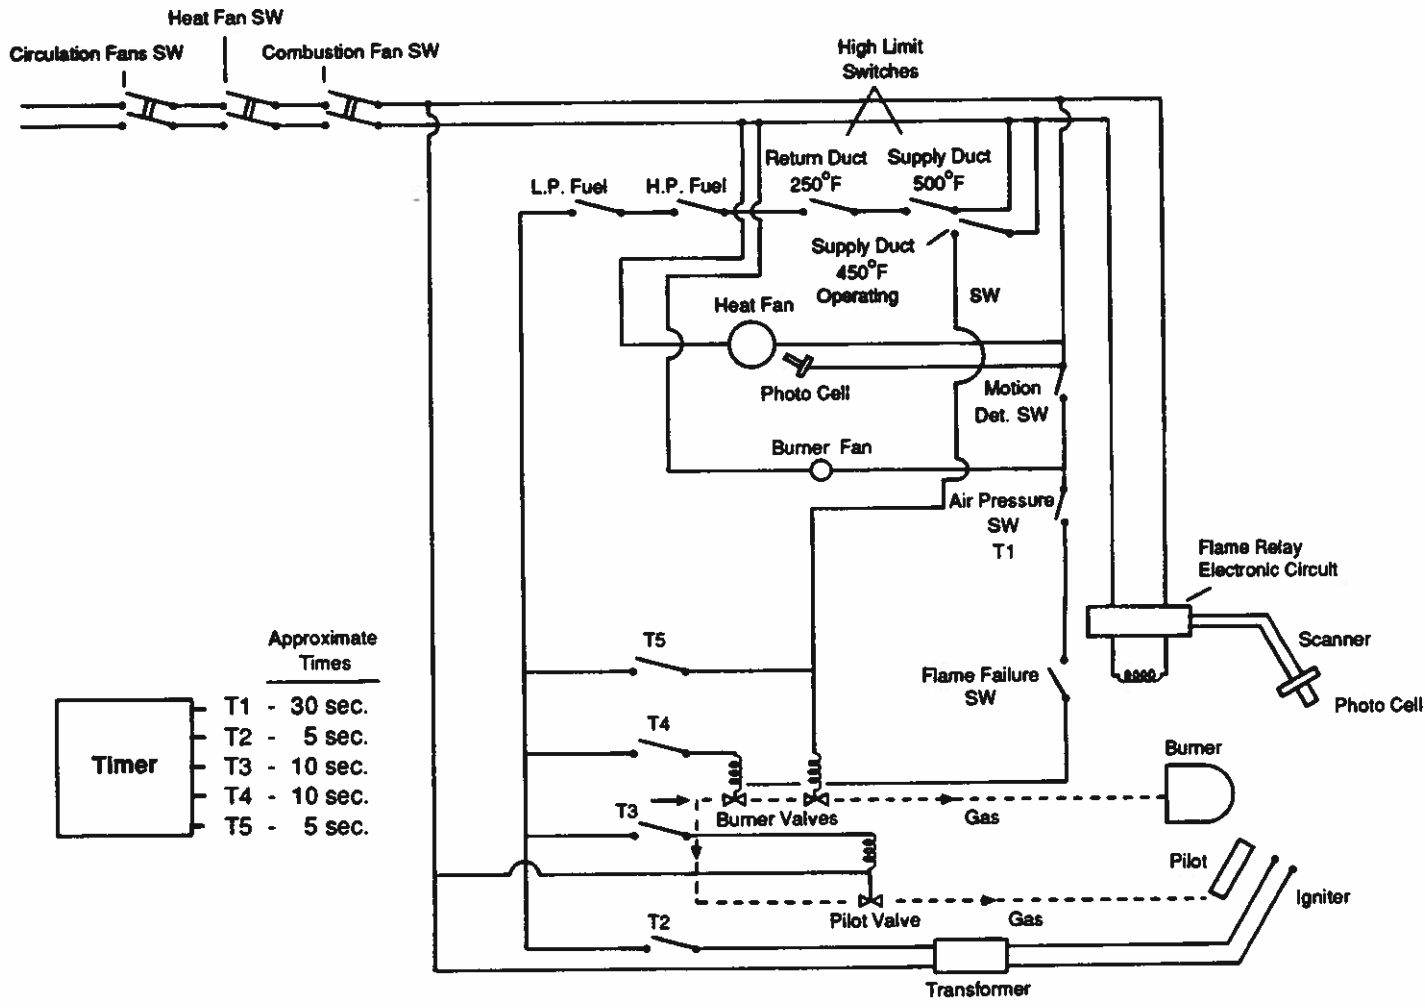 Heat Fan SW
Circulation Fans SW
Combustion Fan SW
High Limit
Switches
Return Duct
250°F
Supply Duct
500°F
L.P. Fuel
H.P. Fuel
Supply Duct
450°F
Operating
SW
Heat Fan
Photo Cell
Motion
Det. SW
Burner Fan
Air Pressure
SW
T1
Flame Relay
Electronic Circuit
Scanner
Photo Cell
Flame Failure
SW
T5
T4
T3
Burner Valves
Gas
Burner
Pilot
Igniter
Pilot Valve
Gas
T2
Transformer
Approximate
Times
Timer
T1 - 30 sec.
T2 - 5 sec.
T3 - 10 sec.
T4 - 10 sec.
T5 - 5 sec.